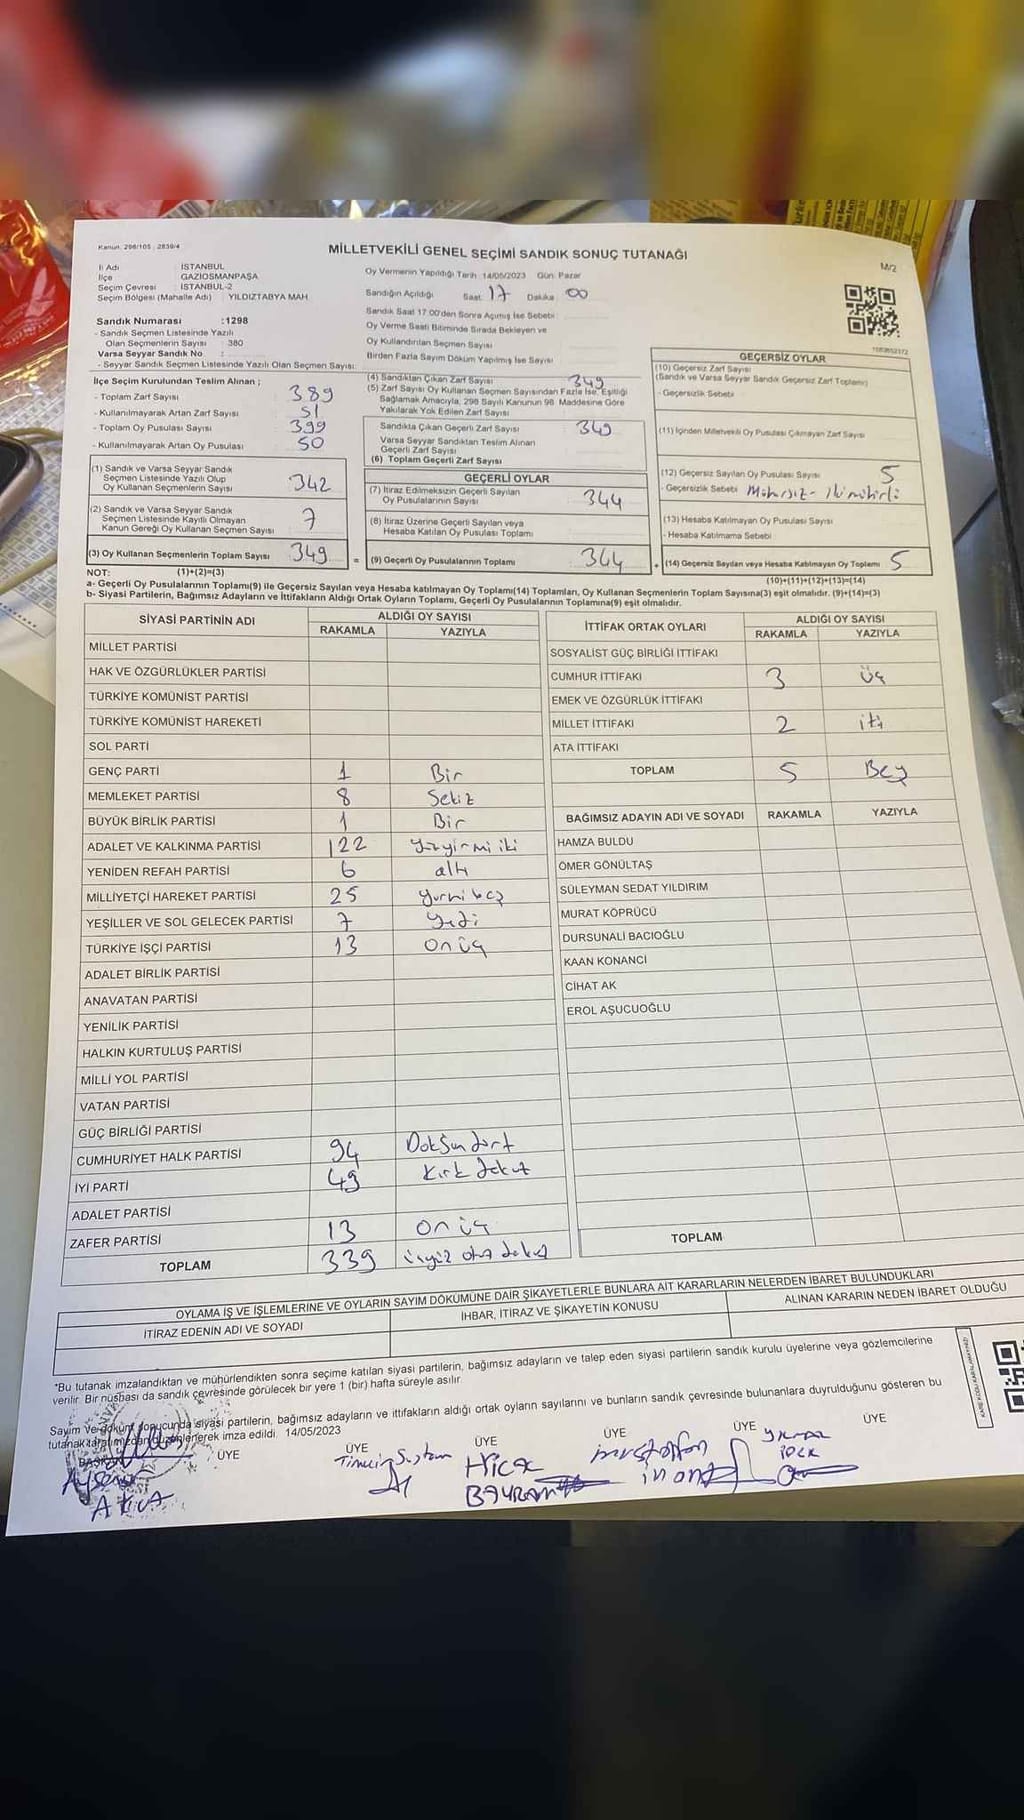 Kanun: 298/105 ; 2839/4
MİLLETVEKİLİ GENEL SEÇİMİ SANDIK SONUÇ TUTANAĞI
M/2
İl Adı : İSTANBUL
İlçe : GAZİOSMANPAŞA
Seçim Çevresi : İSTANBUL-2
Seçim Bölgesi (Mahalle Adı) : YILDIZTABYA MAH.
Oy Vermenin Yapıldığı Tarih : 14/05/2023 Gün: Pazar
Sandığın Açıldığı Saat 17 Dakika 00
Sandık Saat 17:00'den Sonra Açımış İse Sebebi
Oy Verme Saati Bitiminde Sırada Bekleyen ve
Oy Kullandırılan Seçmen Sayısı
Birden Fazla Sayım Döküm Yapılmış İse Sayısı
Sandık Numarası :1298
- Sandık Seçmen Listesinde Yazılı
Olan Seçmenlerin Sayısı : 380
Varsa Seyyar Sandık No :
- Seyyar Sandık Seçmen Listesinde Yazılı Olan Seçmen Sayısı:
İlçe Seçim Kurulundan Teslim Alınan ;
- Toplam Zarf Sayısı 389
- Kullanılmayarak Artan Zarf Sayısı 51
- Toplam Oy Pusulası Sayısı 399
- Kullanılmayarak Artan Oy Pusulası 50
(1) Sandık ve Varsa Seyyar Sandık
Seçmen Listesinde Yazılı Olup
Oy Kullanan Seçmenlerin Sayısı 342
(2) Sandık ve Varsa Seyyar Sandık
Seçmen Listesinde Kayıtlı Olmayan
Kanun Gereği Oy Kullanan Seçmen Sayısı 7
(3) Oy Kullanan Seçmenlerin Toplam Sayısı 349 =
(4) Sandıktan Çıkan Zarf Sayısı 349
(5) Zarf Sayısı Oy Kullanan Seçmen Sayısından Fazla İse, Eşitliği
Sağlamak Amacıyla, 298 Sayılı Kanunun 98. Maddesine Göre
Yakılarak Yok Edilen Zarf Sayısı
Sandıkta Çıkan Geçerli Zarf Sayısı 349
Varsa Seyyar Sandıktan Teslim Alınan
Geçerli Zarf Sayısı
(6) Toplam Geçerli Zarf Sayısı
GEÇERLİ OYLAR
(7) İtiraz Edilmeksizin Geçerli Sayılan
Oy Pusulalarının Sayısı 344
(8) İtiraz Üzerine Geçerli Sayılan veya
Hesaba Katılan Oy Pusulası Toplamı
(9) Geçerli Oy Pusulalarının Toplamı 344 +
GEÇERSİZ OYLAR
(10) Geçersiz Zarf Sayısı
(Sandık ve Varsa Seyyar Sandık Geçersiz Zarf Toplamı)
- Geçersizlik Sebebi
(11) İçinden Milletvekili Oy Pusulası Çıkmayan Zarf Sayısı
(12) Geçersiz Sayılan Oy Pusulası Sayısı 5
- Geçersizlik Sebebi Mühürsüz - iki mühürlü
(13) Hesaba Katılmayan Oy Pusulası Sayısı
- Hesaba Katılmama Sebebi
(14) Geçersiz Sayılan veya Hesaba Katılmayan Oy Toplamı 5
NOT: (1)+(2)=(3)
(10)+(11)+(12)+(13)=(14)
a- Geçerli Oy Pusulalarının Toplamı(9) ile Geçersiz Sayılan veya Hesaba katılmayan Oy Toplamı(14) Toplamları, Oy Kullanan Seçmenlerin Toplam Sayısına(3) eşit olmalıdır. (9)+(14)=(3)
b- Siyasi Partilerin, Bağımsız Adayların ve İttifakların Aldığı Ortak Oyların Toplamı, Geçerli Oy Pusulalarının Toplamına(9) eşit olmalıdır.
SİYASİ PARTİNİN ADI ALDIĞI OY SAYISI
RAKAMLA YAZIYLA
MİLLET PARTİSİ
HAK VE ÖZGÜRLÜKLER PARTİSİ
TÜRKİYE KOMÜNİST PARTİSİ
TÜRKİYE KOMÜNİST HAREKETİ
SOL PARTİ
GENÇ PARTİ 1 Bir
MEMLEKET PARTİSİ 8 Sekiz
BÜYÜK BİRLİK PARTİSİ 1 Bir
ADALET VE KALKINMA PARTİSİ 122 Yüzyirmi iki
YENİDEN REFAH PARTİSİ 6 altı
MİLLİYETÇİ HAREKET PARTİSİ 25 Yirmi beş
YEŞİLLER VE SOL GELECEK PARTİSİ 7 Yedi
TÜRKİYE İŞÇİ PARTİSİ 13 onüç
ADALET BİRLİK PARTİSİ
ANAVATAN PARTİSİ
YENİLİK PARTİSİ
HALKIN KURTULUŞ PARTİSİ
MİLLİ YOL PARTİSİ
VATAN PARTİSİ
GÜÇ BİRLİĞİ PARTİSİ
CUMHURİYET HALK PARTİSİ 94 Doksan dört
İYİ PARTİ 49 Kırk dokuz
ADALET PARTİSİ
ZAFER PARTİSİ 13 onüç
TOPLAM 339 üçyüz otuz dokuz
İTTİFAK ORTAK OYLARI ALDIĞI OY SAYISI
RAKAMLA YAZIYLA
SOSYALİST GÜÇ BİRLİĞİ İTTİFAKI
CUMHUR İTTİFAKI 3 Üç
EMEK VE ÖZGÜRLÜK İTTİFAKI
MİLLET İTTİFAKI 2 iki
ATA İTTİFAKI
TOPLAM 5 Beş
BAĞIMSIZ ADAYIN ADI VE SOYADI RAKAMLA YAZIYLA
HAMZA BULDU
ÖMER GÖNÜLTAŞ
SÜLEYMAN SEDAT YILDIRIM
MURAT KÖPRÜCÜ
DURSUNALİ BACIOĞLU
KAAN KONANCİ
CİHAT AK
EROL AŞUCUOĞLU
TOPLAM
OYLAMA İŞ VE İŞLEMLERİNE VE OYLARIN SAYIM DÖKÜMÜNE DAİR ŞİKAYETLERLE BUNLARA AİT KARARLARIN NELERDEN İBARET BULUNDUKLARI
İTİRAZ EDENİN ADI VE SOYADI İHBAR, İTİRAZ VE ŞİKAYETİN KONUSU ALINAN KARARIN NEDEN İBARET OLDUĞU
*Bu tutanak imzalandıktan ve mühürlendikten sonra seçime katılan siyasi partilerin, bağımsız adayların ve talep eden siyasi partilerin sandık kurulu üyelerine veya gözlemcilerine
verilir. Bir nüshası da sandık çevresinde görülecek bir yere 1 (bir) hafta süreyle asılır.
Sayım ve döküm sonucunda siyasi partilerin, bağımsız adayların ve ittifakların aldığı ortak oyların sayılarını ve bunların sandık çevresinde bulunanlara duyrulduğunu gösteren bu
tutanak tarafımızdan düzenlenerek imza edildi. 14/05/2023
BAŞKAN ÜYE ÜYE ÜYE ÜYE ÜYE ÜYE